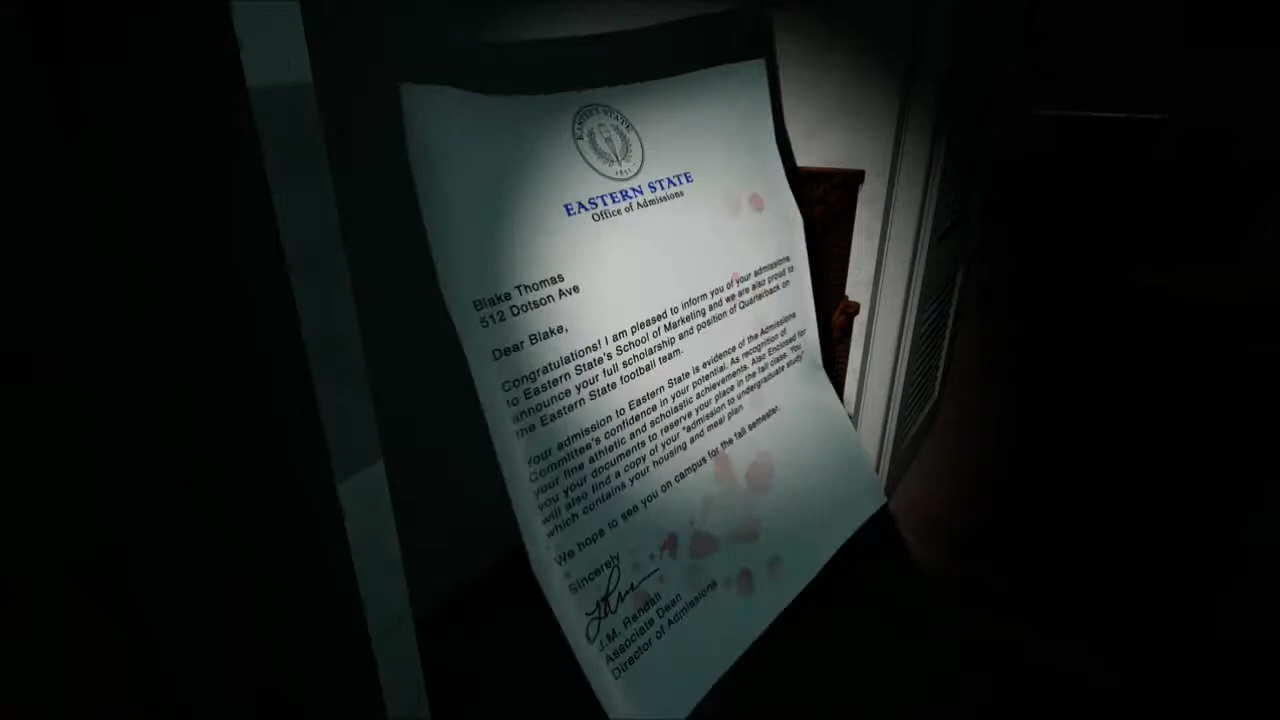 EASTERN STATE
1851
EASTERN STATE
Office of Admissions
Blake Thomas
512 Dotson Ave
Dear Blake,
Congratulations! I am pleased to inform you of your admissions
to Eastern State's School of Marketing and we are also proud to
announce your full scholarship and position of Quarterback on
the Eastern State football team.
Your admission to Eastern State is evidence of the Admissions
Committee's confidence in your potential. As recognition of
your fine athletic and scholastic achievements. Also Enclosed for
you your documents to reserve your place in the fall class. You
will also find a copy of your "admission to undergraduate study"
which contains your housing and meal plan.
We hope to see you on campus for the fall semester.
Sincerely
J.M. Rendall
Associate Dean
Director of Admissions